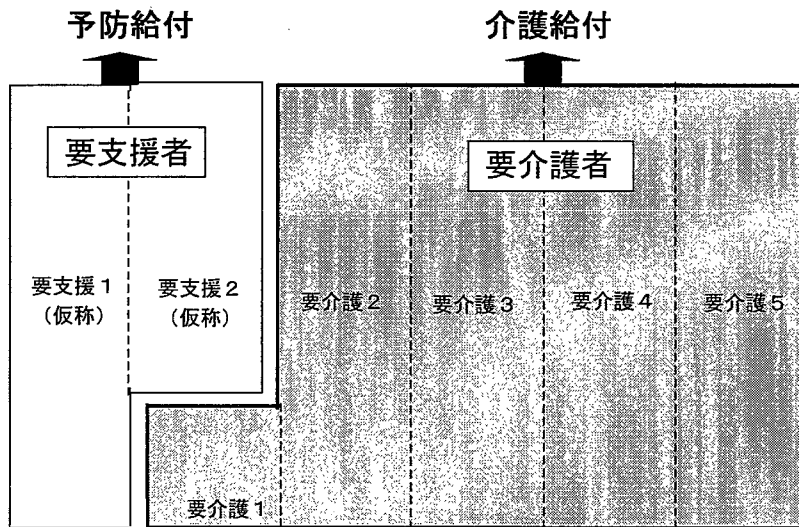 予防給付
介護給付
要支援者
要介護者
要支援1
(仮称)
要支援2
(仮称)
要介護2
要介護3
要介護4
要介護5
要介護1